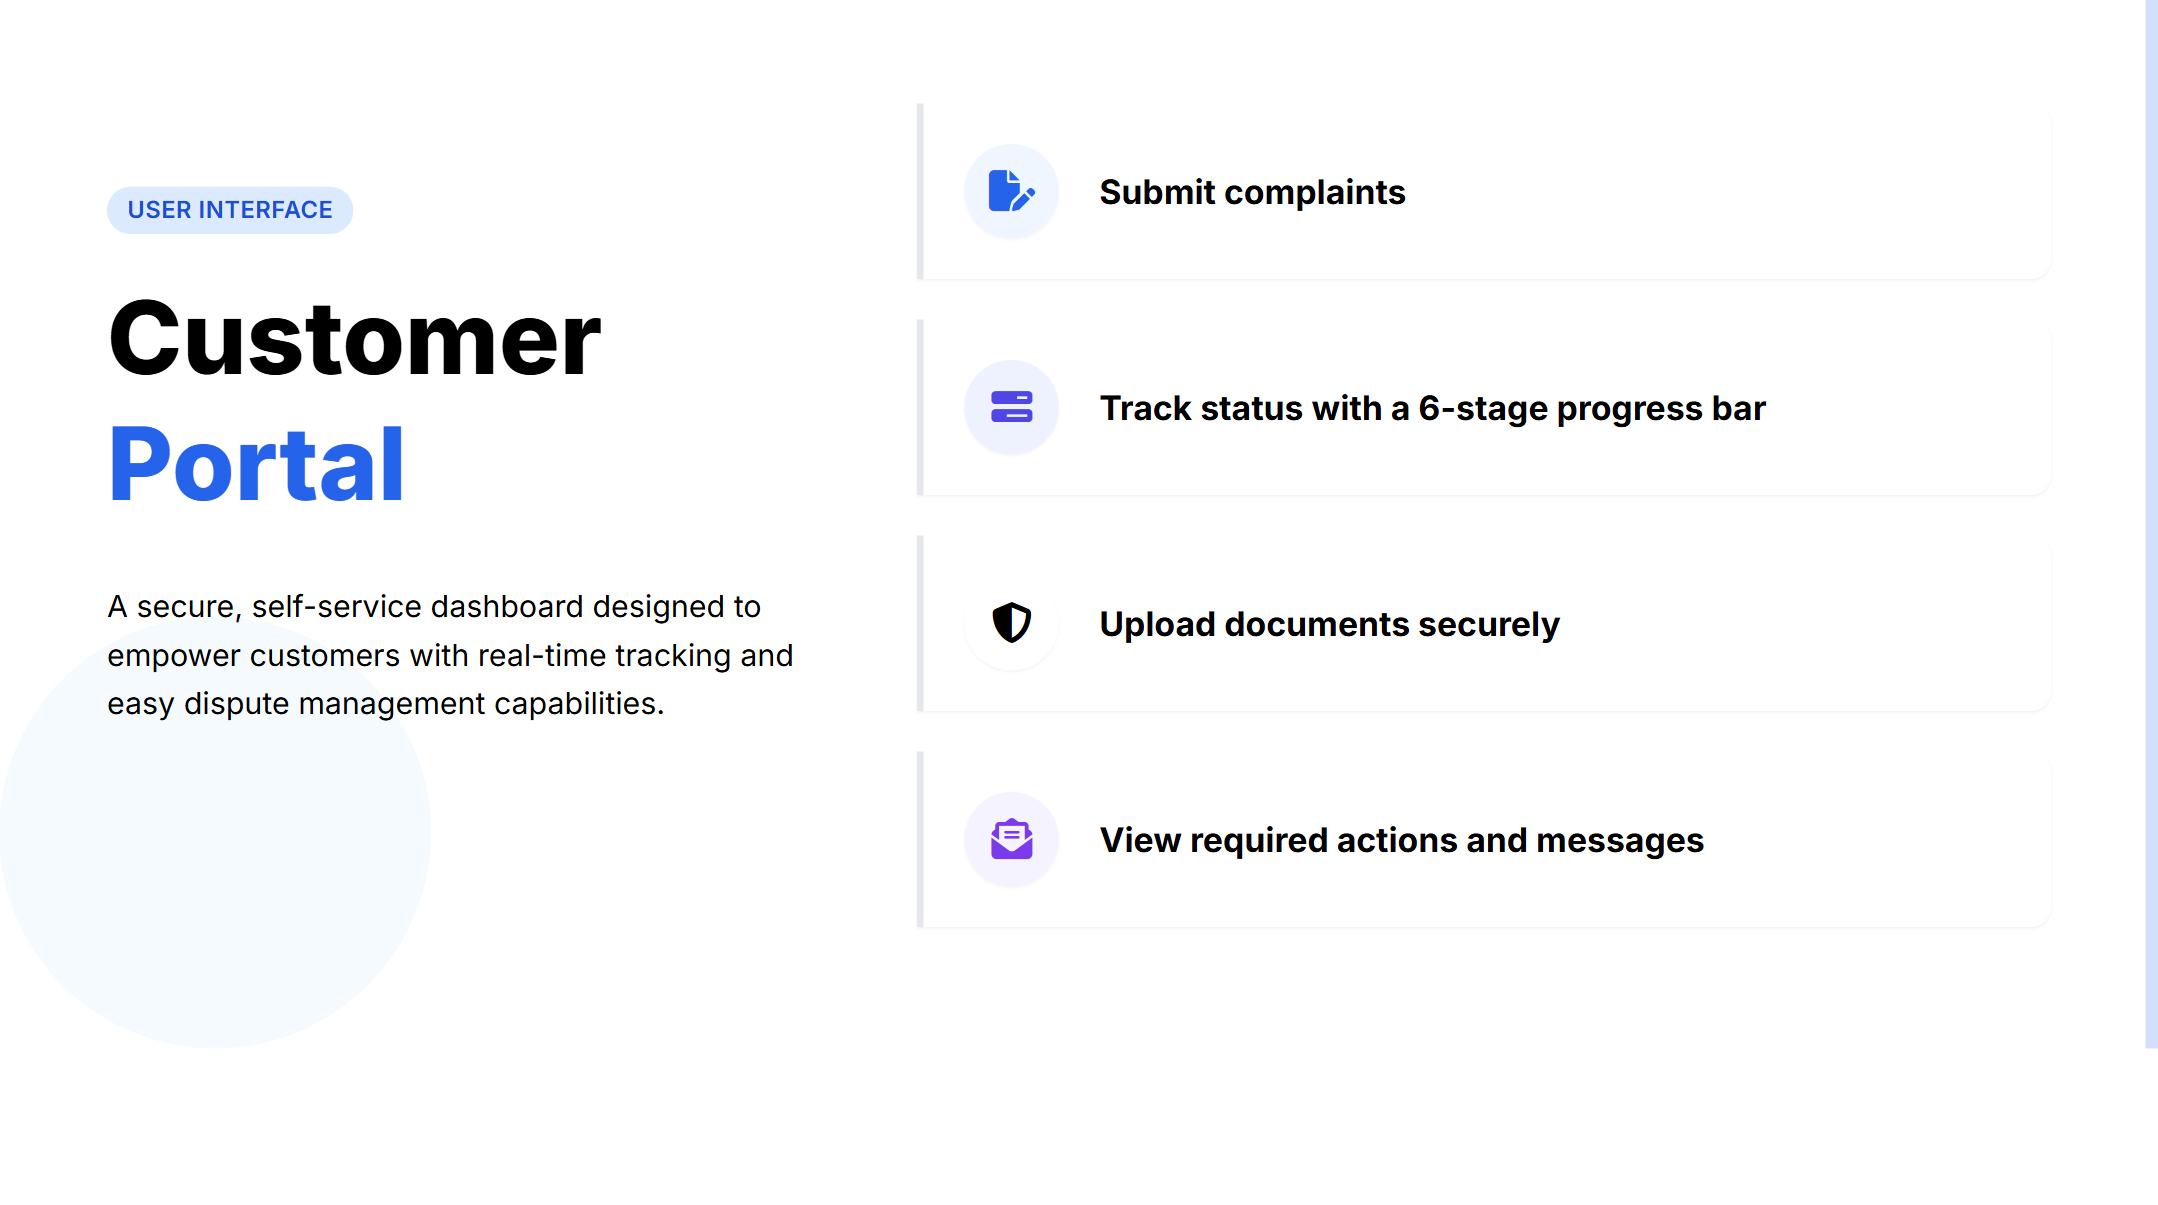 USER INTERFACE
Customer
Portal
A secure, self-service dashboard designed to
empower customers with real-time tracking and
easy dispute management capabilities.
Submit complaints
Track status with a 6-stage progress bar
Upload documents securely
View required actions and messages